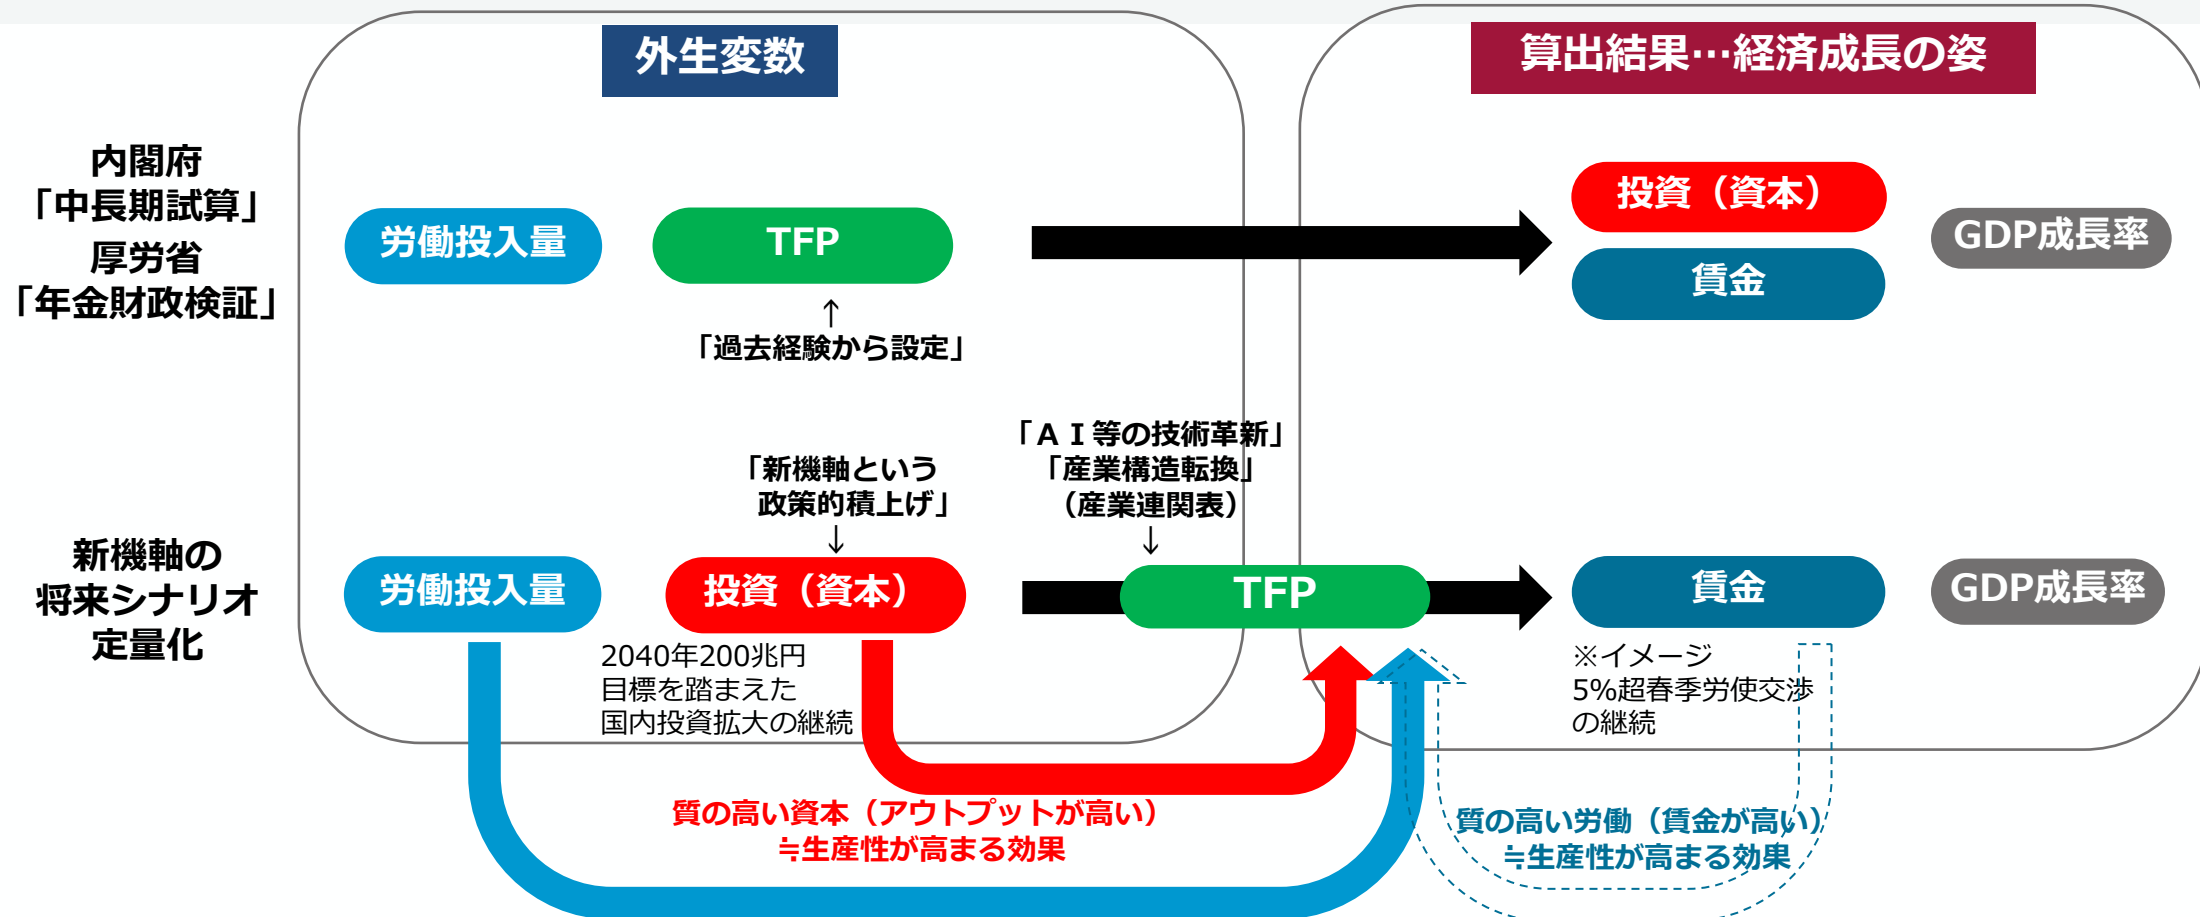 外生変数
算出結果…経済成長の姿
内閣府
「中長期試算」
厚労省
「年金財政検証」
労働投入量
TFP
投資（資本）
賃金
GDP成長率
↑
「過去経験から設定」
新機軸の
将来シナリオ
定量化
「新機軸という
政策的積上げ」
↓
「ＡＩ等の技術革新」
「産業構造転換」
（産業連関表）
↓
労働投入量
投資（資本）
TFP
賃金
GDP成長率
2040年200兆円
目標を踏まえた
国内投資拡大の継続
※イメージ
5%超春季労使交渉
の継続
質の高い資本（アウトプットが高い）
≒生産性が高まる効果
質の高い労働（賃金が高い）
≒生産性が高まる効果